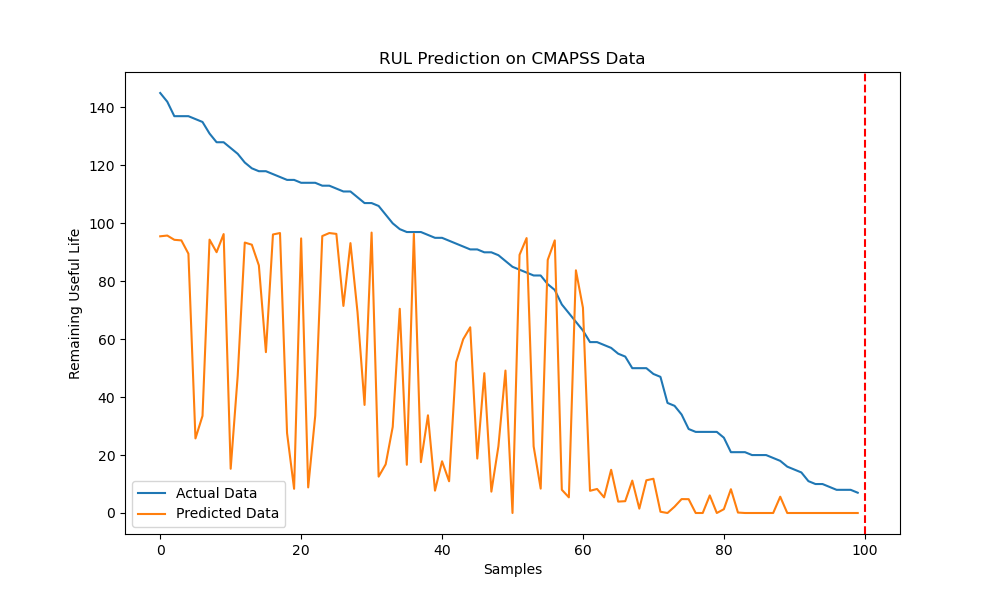 RUL Prediction on CMAPSS Data
Remaining Useful Life
140
120
100
80
60
40
20
0
Actual Data
Predicted Data
0 20 40 60 80 100
Samples